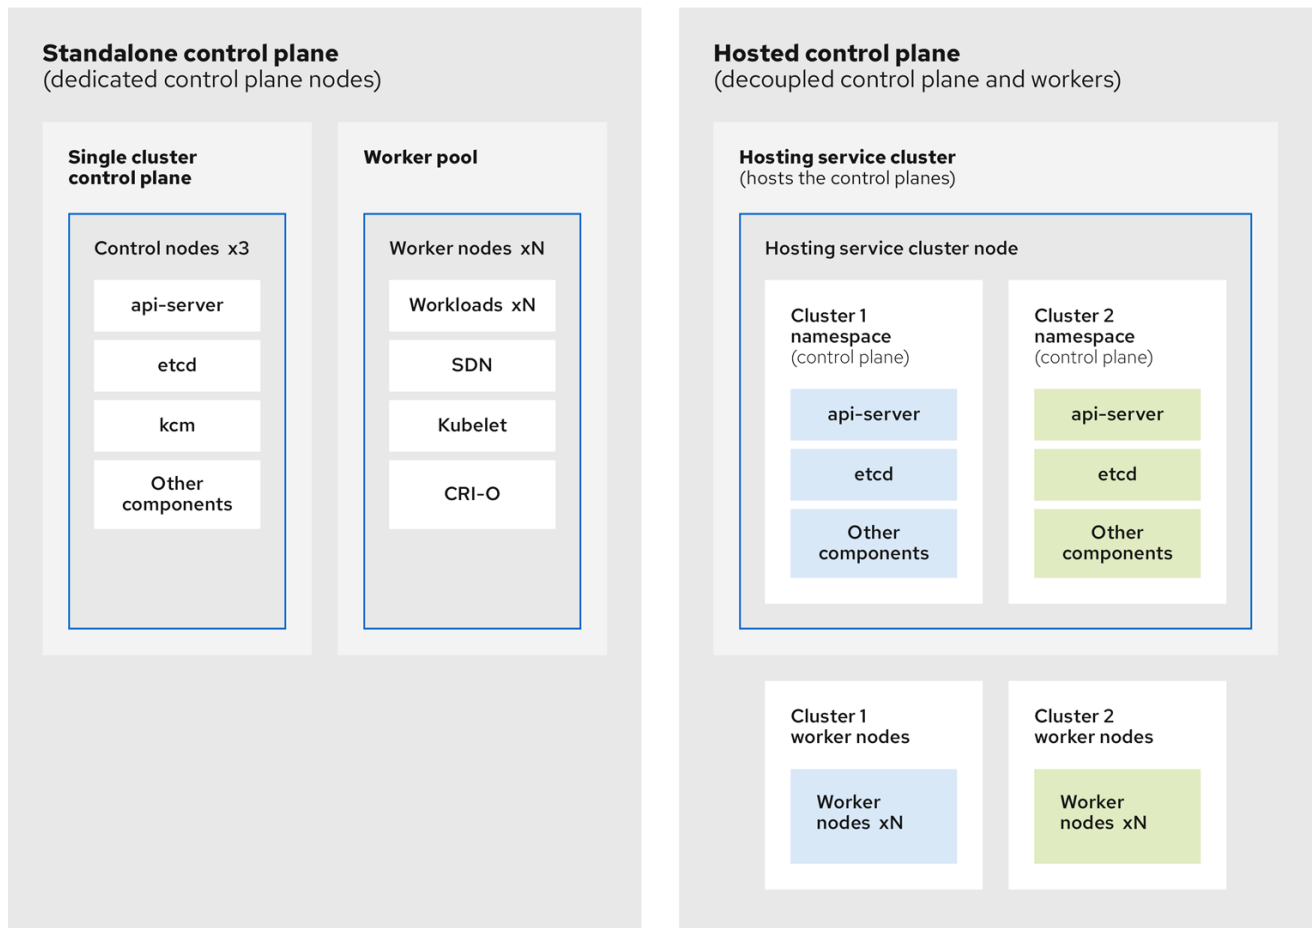 Standalone control plane
(dedicated control plane nodes)
Single cluster
control plane
Control nodes x3
api-server
etcd
kcm
Other
components
Worker pool
Worker nodes xN
Workloads xN
SDN
Kubelet
CRI-O
Hosted control plane
(decoupled control plane and workers)
Hosting service cluster
(hosts the control planes)
Hosting service cluster node
Cluster 1
namespace
(control plane)
api-server
etcd
Other
components
Cluster 2
namespace
(control plane)
api-server
etcd
Other
components
Cluster 1
worker nodes
Worker
nodes xN
Cluster 2
worker nodes
Worker
nodes xN